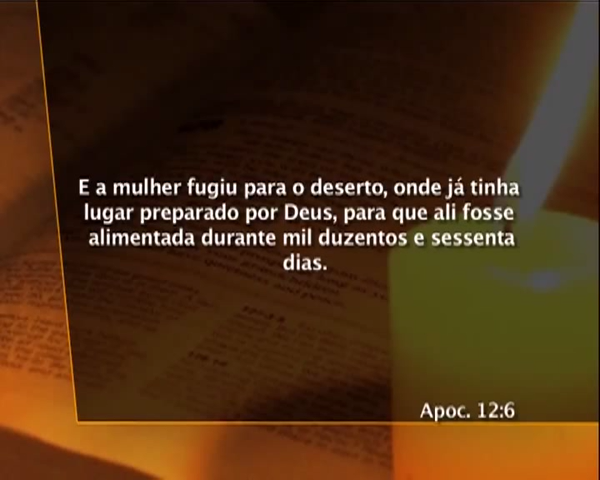 E a mulher fugiu para o deserto, onde já tinha
lugar preparado por Deus, para que ali fosse
alimentada durante mil duzentos e sessenta
dias.
Apoc. 12:6